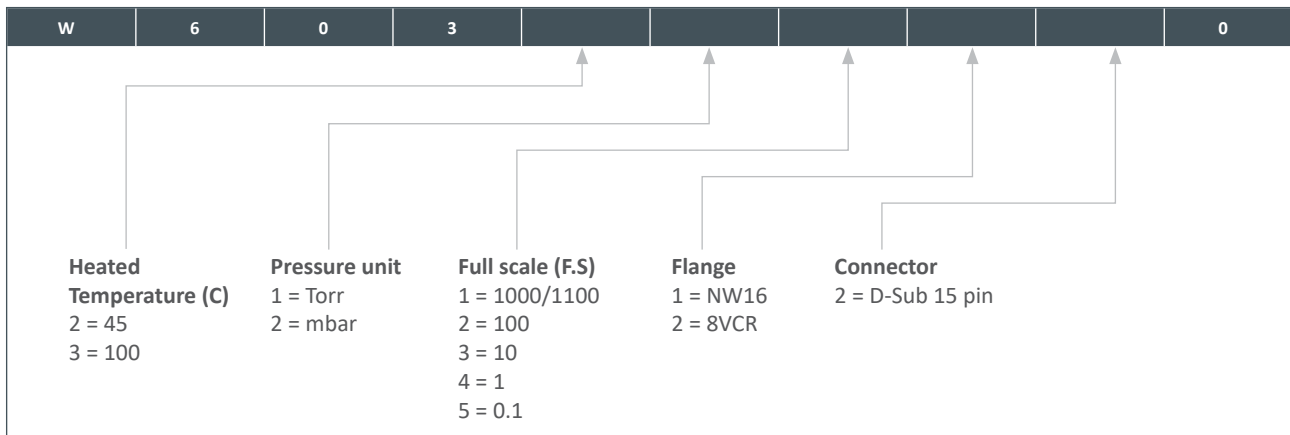 W 6 0 3 0
Heated
Temperature (C)
2 = 45
3 = 100
Pressure unit
1 = Torr
2 = mbar
Full scale (F.S)
1 = 1000/1100
2 = 100
3 = 10
4 = 1
5 = 0.1
Flange
1 = NW16
2 = 8VCR
Connector
2 = D-Sub 15 pin